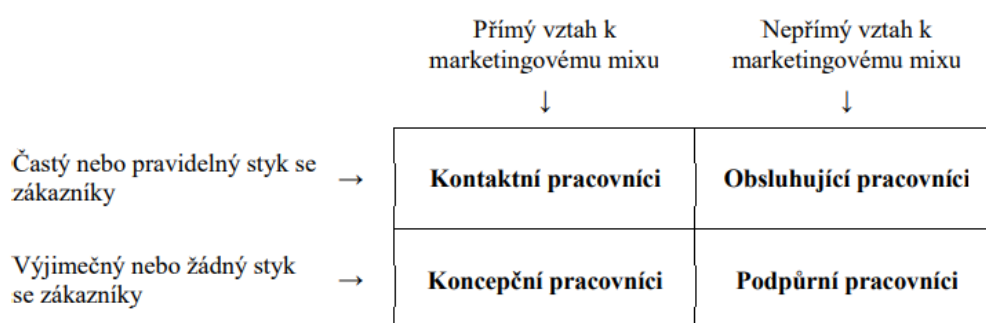 Přímý vztah k
marketingovému mixu
Nepřímý vztah k
marketingovému mixu
↓ ↓
Častý nebo pravidelný styk se
zákazníky
→
Kontaktní pracovníci
Obsluhující pracovníci
Výjimečný nebo žádný styk
se zákazníky
→
Koncepční pracovníci
Podpůrní pracovníci